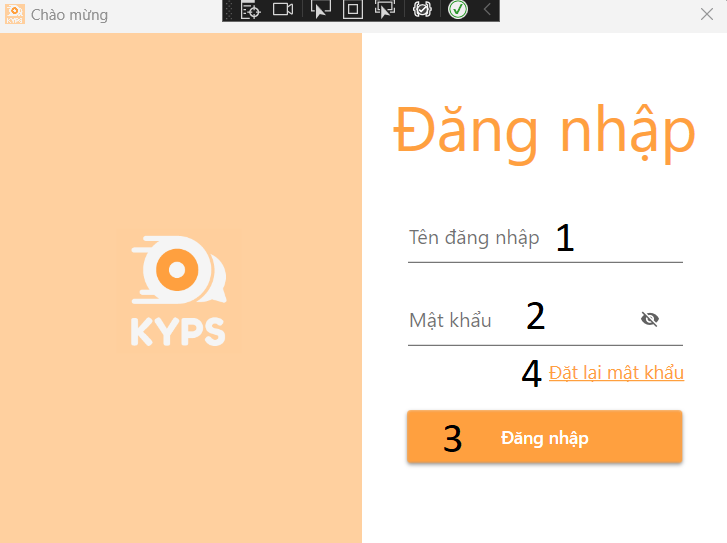 KYPS
Chào mừng
Đăng nhập
Tên đăng nhập 1
Mật khẩu 2
4 Đặt lại mật khẩu
3 Đăng nhập
KYPS